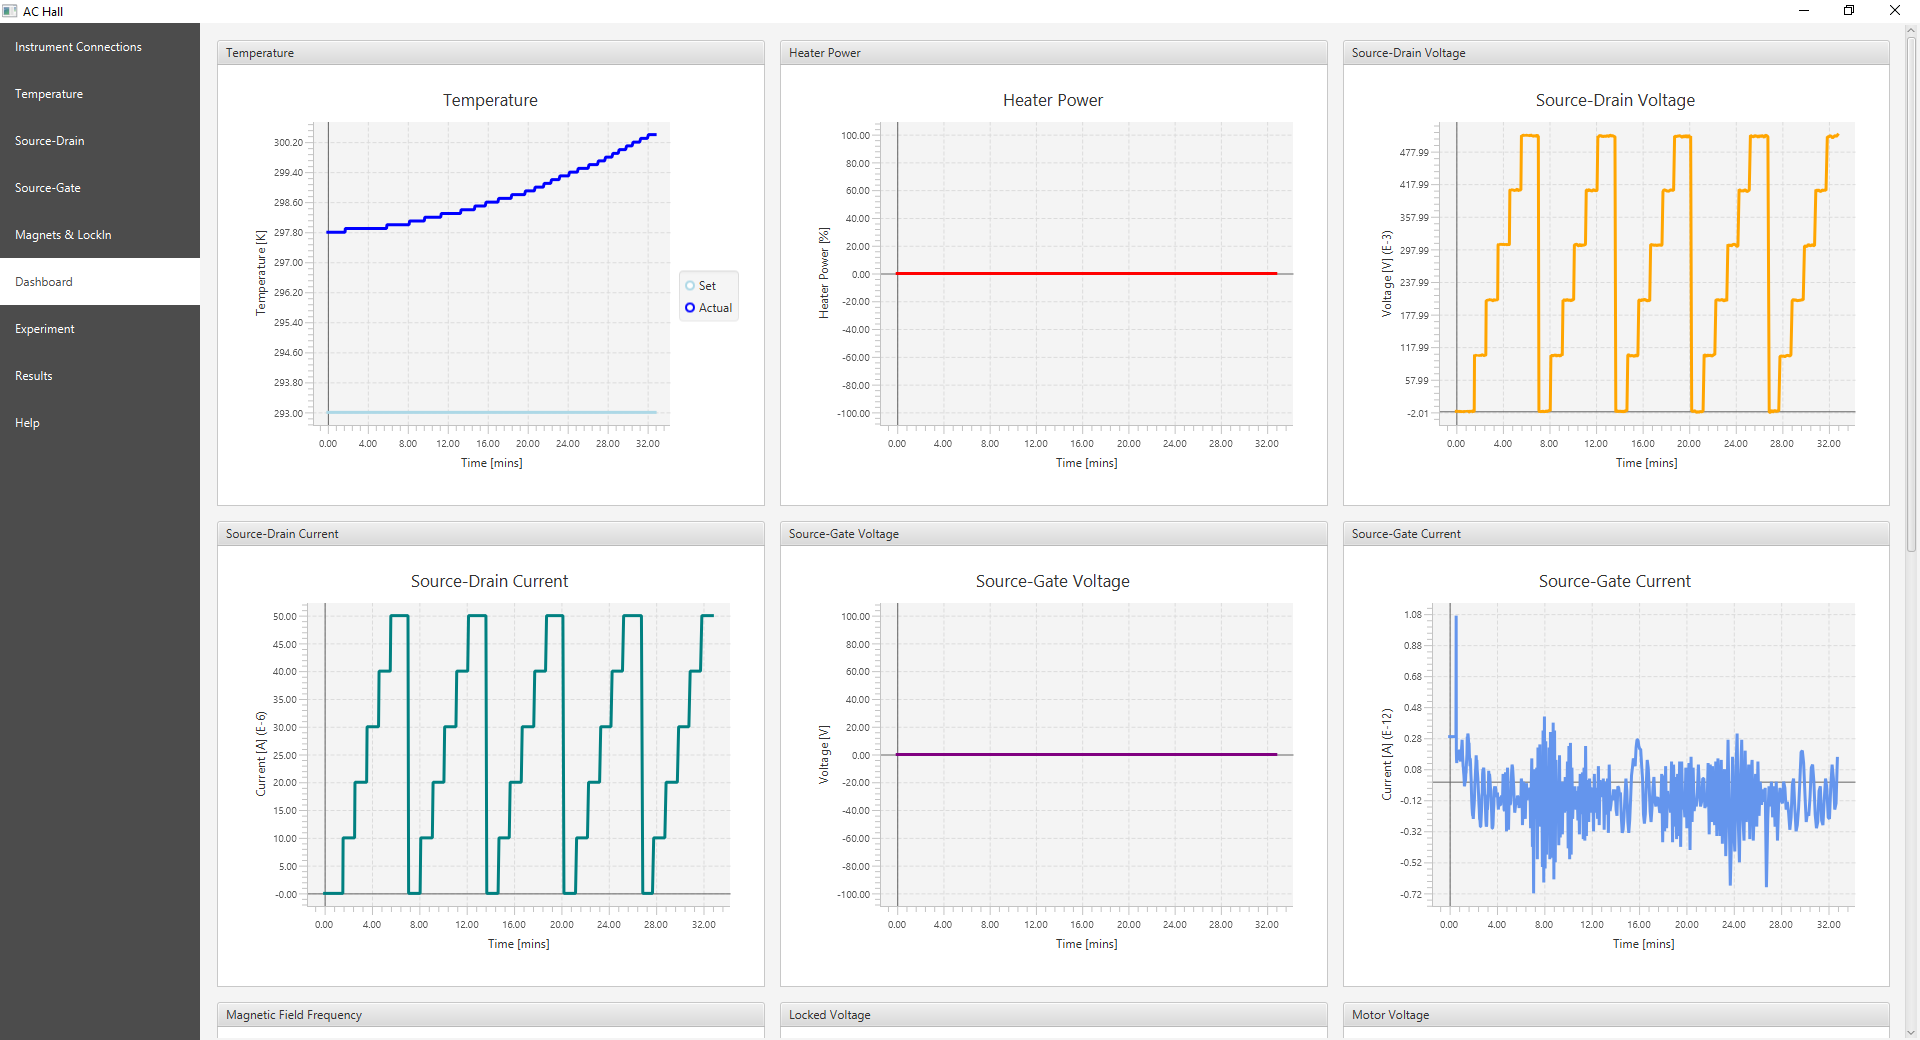 AC Hall
Instrument Connections
Temperature
Source-Drain
Source-Gate
Magnets & LockIn
Dashboard
Experiment
Results
Help
Temperature
Temperature
Temperature [K]
300.20
299.40
298.60
297.80
297.00
296.20
295.40
294.60
293.80
293.00
0.00 4.00 8.00 12.00 16.00 20.00 24.00 28.00 32.00
Time [mins]
Set
Actual
Heater Power
Heater Power
Heater Power [%]
100.00
80.00
60.00
40.00
20.00
0.00
-20.00
-40.00
-60.00
-80.00
-100.00
0.00 4.00 8.00 12.00 16.00 20.00 24.00 28.00 32.00
Time [mins]
Source-Drain Voltage
Source-Drain Voltage
Voltage [V] (E-3)
477.99
417.99
357.99
297.99
237.99
177.99
117.99
57.99
-2.01
0.00 4.00 8.00 12.00 16.00 20.00 24.00 28.00 32.00
Time [mins]
Source-Drain Current
Source-Drain Current
Current [A] (E-6)
50.00
45.00
40.00
35.00
30.00
25.00
20.00
15.00
10.00
5.00
-0.00
0.00 4.00 8.00 12.00 16.00 20.00 24.00 28.00 32.00
Time [mins]
Source-Gate Voltage
Source-Gate Voltage
Voltage [V]
100.00
80.00
60.00
40.00
20.00
0.00
-20.00
-40.00
-60.00
-80.00
-100.00
0.00 4.00 8.00 12.00 16.00 20.00 24.00 28.00 32.00
Time [mins]
Source-Gate Current
Source-Gate Current
Current [A] (E-12)
1.08
0.88
0.68
0.48
0.28
0.08
-0.12
-0.32
-0.52
-0.72
0.00 4.00 8.00 12.00 16.00 20.00 24.00 28.00 32.00
Time [mins]
Magnetic Field Frequency
Locked Voltage
Motor Voltage